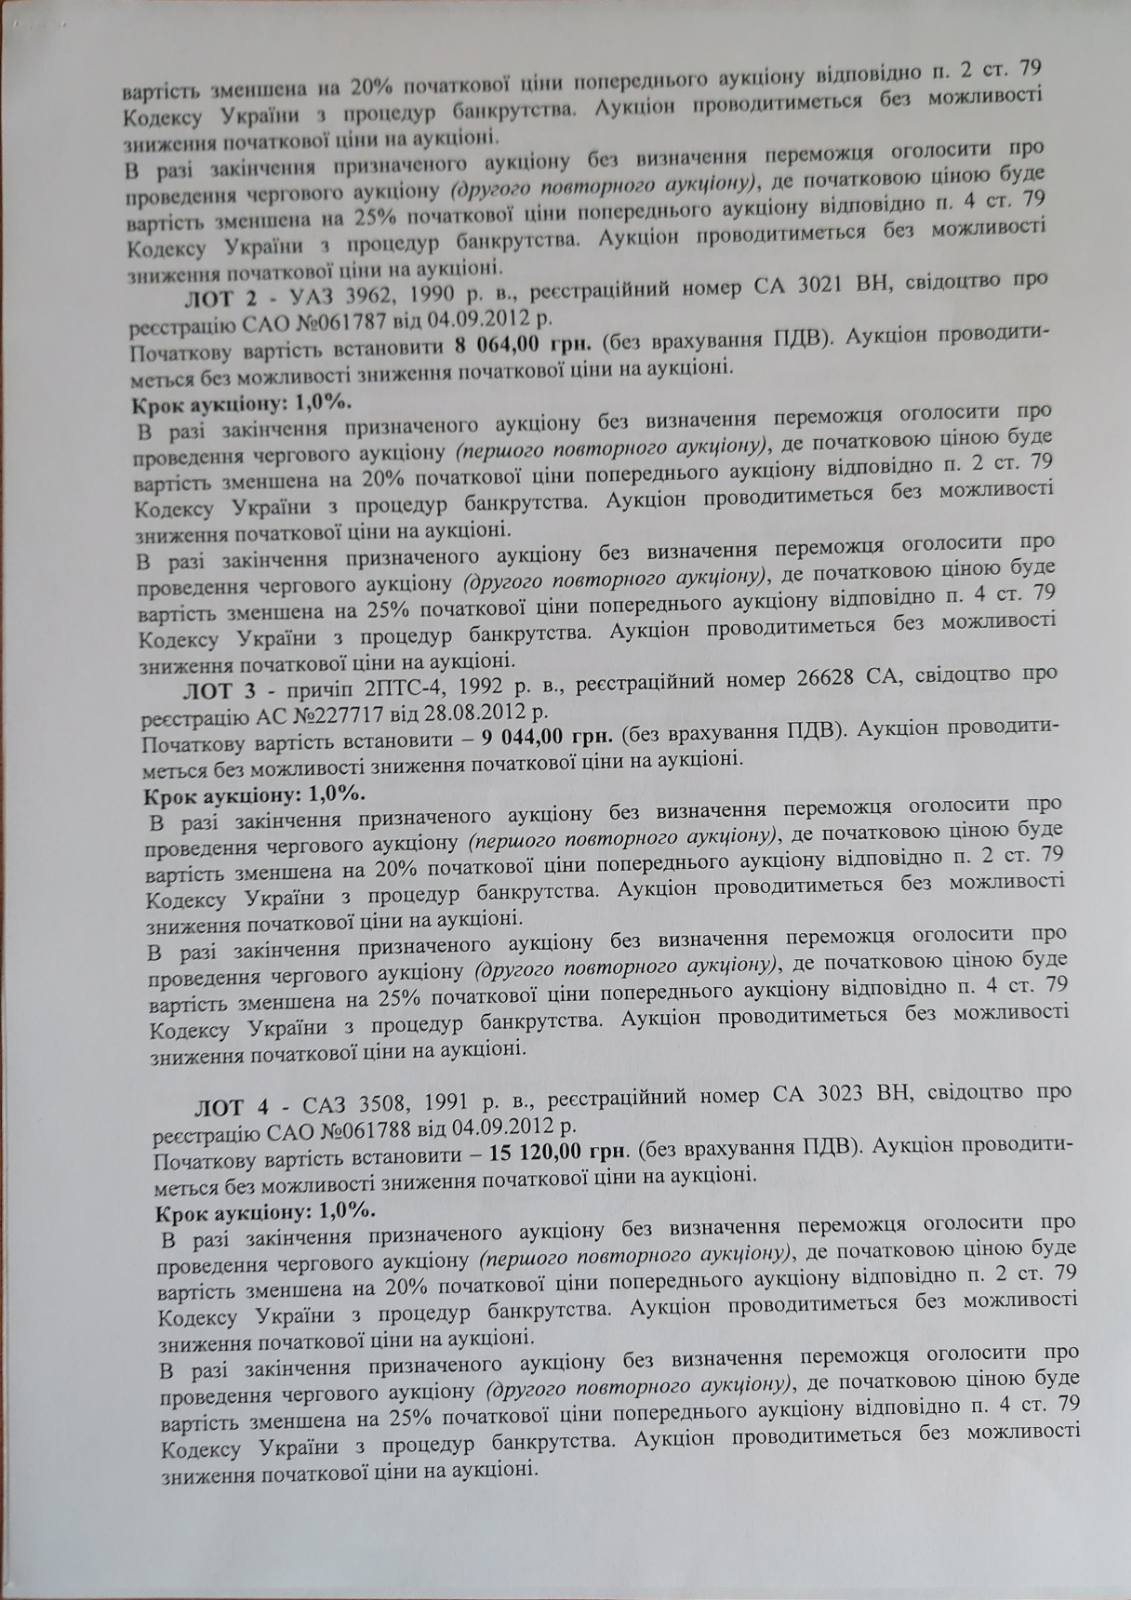 вартість зменшена на 20% початкової ціни попереднього аукціону відповідно п. 2 ст. 79
Кодексу України з процедур банкрутства. Аукціон проводитиметься без можливості
зниження початкової ціни на аукціоні.
В разі закінчення призначеного аукціону без визначення переможця оголосити про
проведення чергового аукціону (другого повторного аукціону), де початковою ціною буде
вартість зменшена на 25% початкової ціни попереднього аукціону відповідно п. 4 ст. 79
Кодексу України з процедур банкрутства. Аукціон проводитиметься без можливості
зниження початкової ціни на аукціоні.
ЛОТ 2 - УАЗ 3962, 1990 р. в., реєстраційний номер СА 3021 ВН, свідоцтво про
реєстрацію САО №061787 від 04.09.2012 р.
Початкову вартість встановити 8 064,00 грн. (без врахування ПДВ). Аукціон проводити-
меться без можливості зниження початкової ціни на аукціоні.
Крок аукціону: 1,0%.
В разі закінчення призначеного аукціону без визначення переможця оголосити про
проведення чергового аукціону (першого повторного аукціону), де початковою ціною буде
вартість зменшена на 20% початкової ціни попереднього аукціону відповідно п. 2 ст. 79
Кодексу України з процедур банкрутства. Аукціон проводитиметься без можливості
зниження початкової ціни на аукціоні.
В разі закінчення призначеного аукціону без визначення переможця оголосити про
проведення чергового аукціону (другого повторного аукціону), де початковою ціною буде
вартість зменшена на 25% початкової ціни попереднього аукціону відповідно п. 4 ст. 79
Кодексу України з процедур банкрутства. Аукціон проводитиметься без можливості
зниження початкової ціни на аукціоні.
ЛОТ 3 - причіп 2ПТС-4, 1992 р. в., реєстраційний номер 26628 СА, свідоцтво про
реєстрацію АС №227717 від 28.08.2012 р.
Початкову вартість встановити – 9 044,00 грн. (без врахування ПДВ). Аукціон проводити-
меться без можливості зниження початкової ціни на аукціоні.
Крок аукціону: 1,0%.
В разі закінчення призначеного аукціону без визначення переможця оголосити про
проведення чергового аукціону (першого повторного аукціону), де початковою ціною буде
вартість зменшена на 20% початкової ціни попереднього аукціону відповідно п. 2 ст. 79
Кодексу України з процедур банкрутства. Аукціон проводитиметься без можливості
зниження початкової ціни на аукціоні.
В разі закінчення призначеного аукціону без визначення переможця оголосити про
проведення чергового аукціону (другого повторного аукціону), де початковою ціною буде
вартість зменшена на 25% початкової ціни попереднього аукціону відповідно п. 4 ст. 79
Кодексу України з процедур банкрутства. Аукціон проводитиметься без можливості
зниження початкової ціни на аукціоні.
ЛОТ 4 - САЗ 3508, 1991 р. в., реєстраційний номер СА 3023 ВН, свідоцтво про
реєстрацію САО №061788 від 04.09.2012 р.
Початкову вартість встановити – 15 120,00 грн. (без врахування ПДВ). Аукціон проводити-
меться без можливості зниження початкової ціни на аукціоні.
Крок аукціону: 1,0%.
В разі закінчення призначеного аукціону без визначення переможця оголосити про
проведення чергового аукціону (першого повторного аукціону), де початковою ціною буде
вартість зменшена на 20% початкової ціни попереднього аукціону відповідно п. 2 ст. 79
Кодексу України з процедур банкрутства. Аукціон проводитиметься без можливості
зниження початкової ціни на аукціоні.
В разі закінчення призначеного аукціону без визначення переможця оголосити про
проведення чергового аукціону (другого повторного аукціону), де початковою ціною буде
вартість зменшена на 25% початкової ціни попереднього аукціону відповідно п. 4 ст. 79
Кодексу України з процедур банкрутства. Аукціон проводитиметься без можливості
зниження початкової ціни на аукціоні.